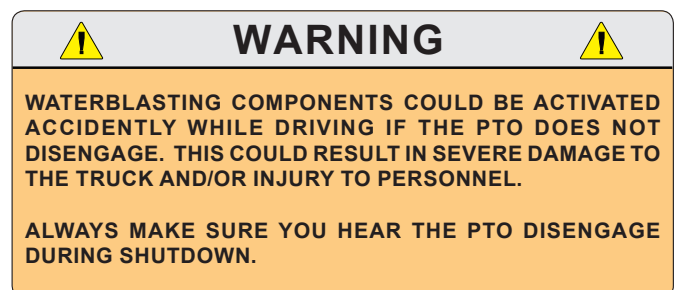 WARNING
WATERBLASTING COMPONENTS COULD BE ACTIVATED
ACCIDENTLY WHILE DRIVING IF THE PTO DOES NOT
DISENGAGE. THIS COULD RESULT IN SEVERE DAMAGE TO
THE TRUCK AND/OR INJURY TO PERSONNEL.
ALWAYS MAKE SURE YOU HEAR THE PTO DISENGAGE
DURING SHUTDOWN.